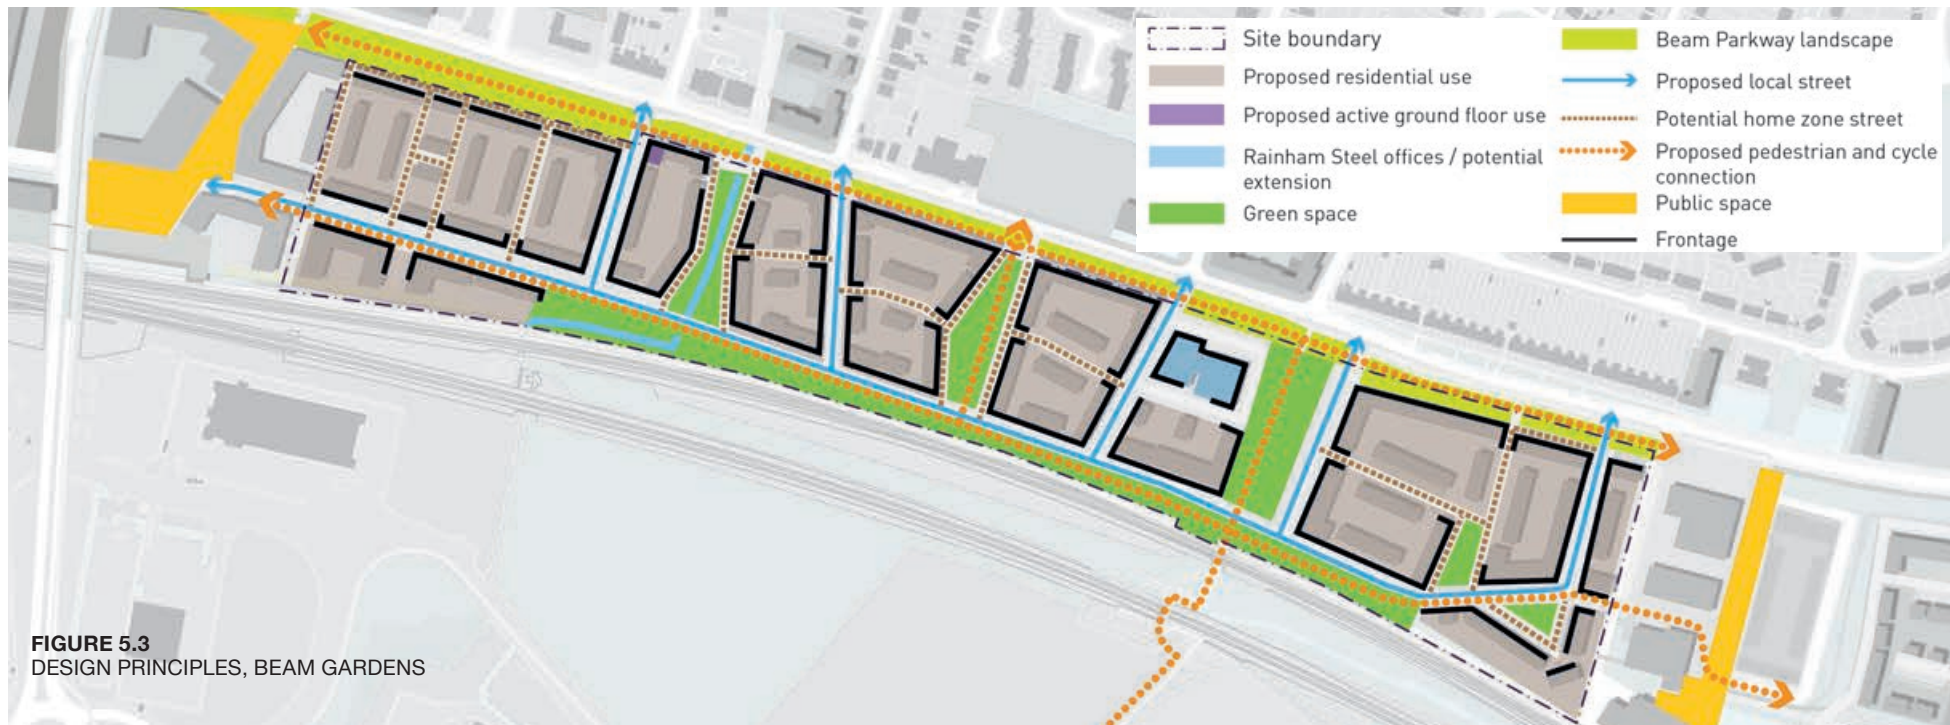 Site boundary
Proposed residential use
Proposed active ground floor use
Rainham Steel offices / potential
extension
Green space
Beam Parkway landscape
Proposed local street
Potential home zone street
Proposed pedestrian and cycle
connection
Public space
Frontage
FIGURE 5.3
DESIGN PRINCIPLES, BEAM GARDENS